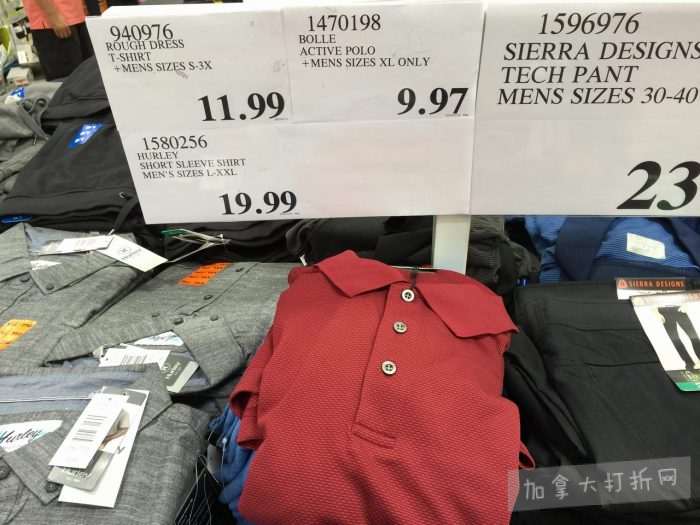 940976
ROUGH DRESS
T-SHIRT
+MENS SIZES S-3X
11.99
1470198
BOLLE
ACTIVE POLO
+MENS SIZES XL ONLY
9.97
1596976
SIERRA DESIGNS
TECH PANT
MENS SIZES 30-40
23
1580256
HURLEY
SHORT SLEEVE SHIRT
MEN'S SIZES L-XXL
19.99
SIERRA DESIGNS
Hurley
加拿大打折网